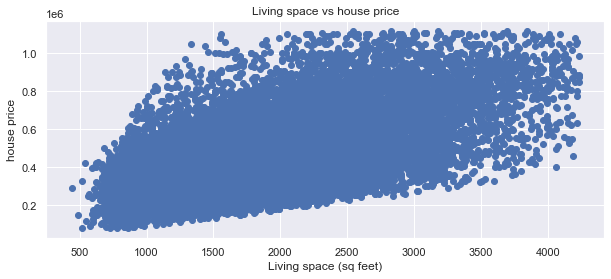 Living space vs house price
1e6
1.0
0.8
0.6
0.4
0.2
house price
500 1000 1500 2000 2500 3000 3500 4000
Living space (sq feet)